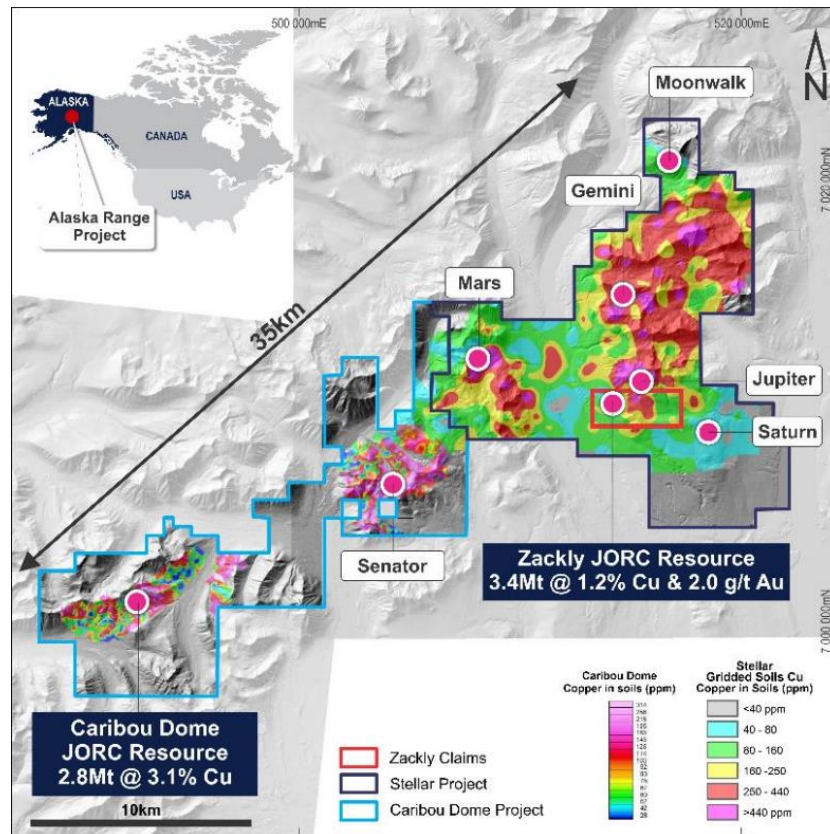 500 000mE
520 000mE
N
ALASKA
CANADA
USA
Alaska Range
Project
Moonwalk
7 020 000mN
Gemini
35km
Mars
Jupiter
Saturn
Senator
Zackly JORC Resource
3.4Mt @ 1.2% Cu & 2.0 g/t Au
7 000 000mN
Caribou Dome
JORC Resource
2.8Mt @ 3.1% Cu
10km
Zackly Claims
Stellar Project
Caribou Dome Project
Caribou Dome
Copper in soils (ppm)
Stellar
Gridded Soils Cu
Copper in Soils (ppm)
<40 ppm
40 - 80
80 - 160
160 -250
250 - 440
>440 ppm